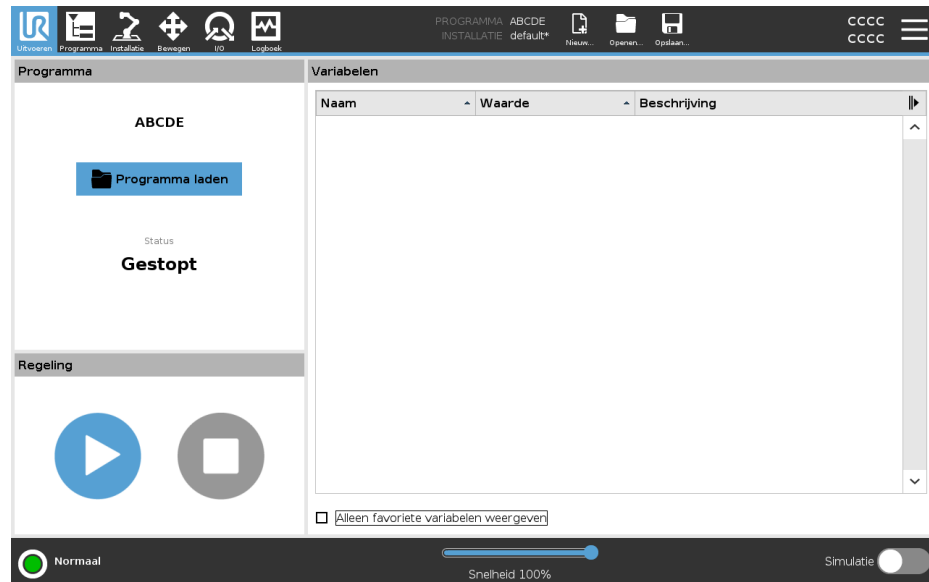 UR
Uitvoeren Programma Installatie Bewegen I/O Logboek
PROGRAMMA ABCDE
INSTALLATIE default*
Nieuw... Openen... Opslaan...
CCCC
CCCC
Programma
ABCDE
Programma laden
Status
Gestopt
Regeling
Variabelen
Naam Waarde Beschrijving
Alleen favoriete variabelen weergeven
Normaal
Snelheid 100%
Simulatie